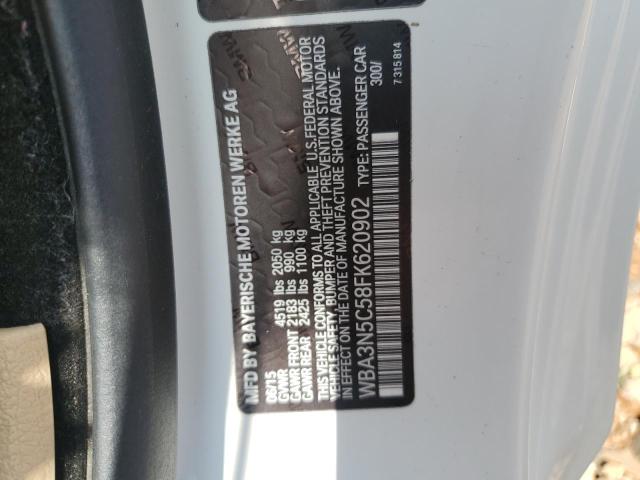 MFD BY BAYERISCHE MOTOREN WERKE AG
06/15
GVWR 4519 lbs 2050 kg
GAWR FRONT 2183 lbs 990 kg
GAWR REAR 2425 lbs 1100 kg
THIS VEHICLE CONFORMS TO ALL APPLICABLE U.S.FEDERAL MOTOR
VEHICLE SAFETY, BUMPER AND THEFT PREVENTION STANDARDS
IN EFFECT ON THE DATE OF MANUFACTURE SHOWN ABOVE.
WBA3N5C58FK620902 TYPE: PASSENGER CAR
300/
7 315 814